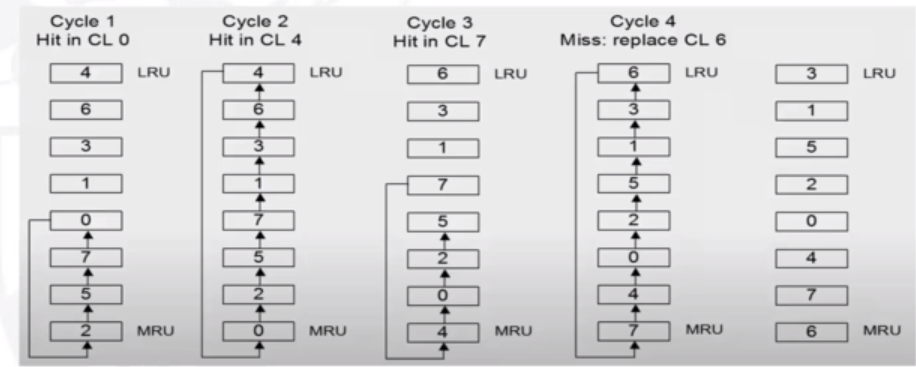 Cycle 1 Cycle 2 Cycle 3 Cycle 4
Hit in CL 0 Hit in CL 4 Hit in CL 7 Miss: replace CL 6
4 LRU 4 LRU 6 LRU 6 LRU 3 LRU
6 6 3 3 1
3 3 1 1 5
1 1 7 5 2
0 7 5 2 0
7 5 2 0 4
5 2 0 4 7
2 MRU 0 MRU 4 MRU 7 MRU 6 MRU